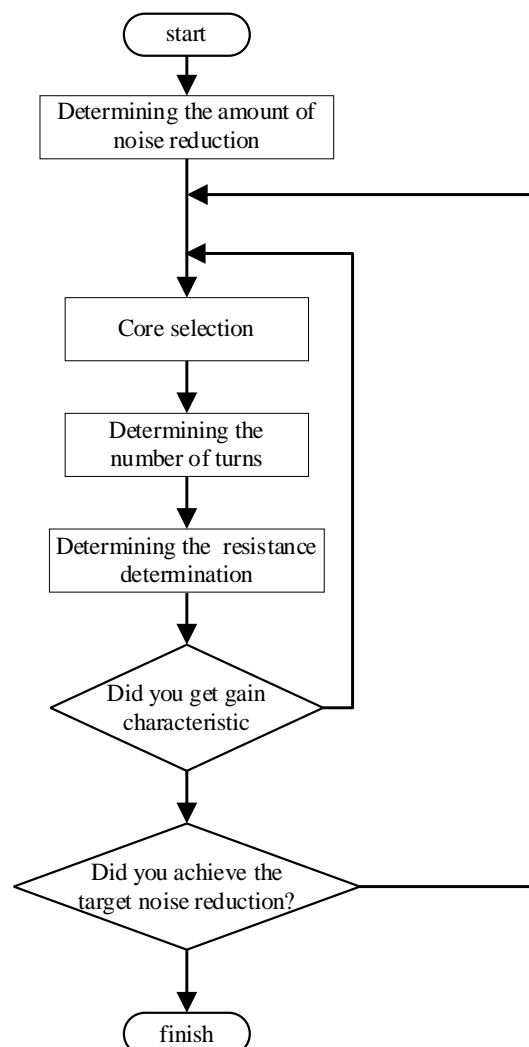 start
Determining the amount of
noise reduction
Core selection
Determining the
number of turns
Determining the resistance
determination
Did you get gain
characteristic
Did you achieve the
target noise reduction?
finish